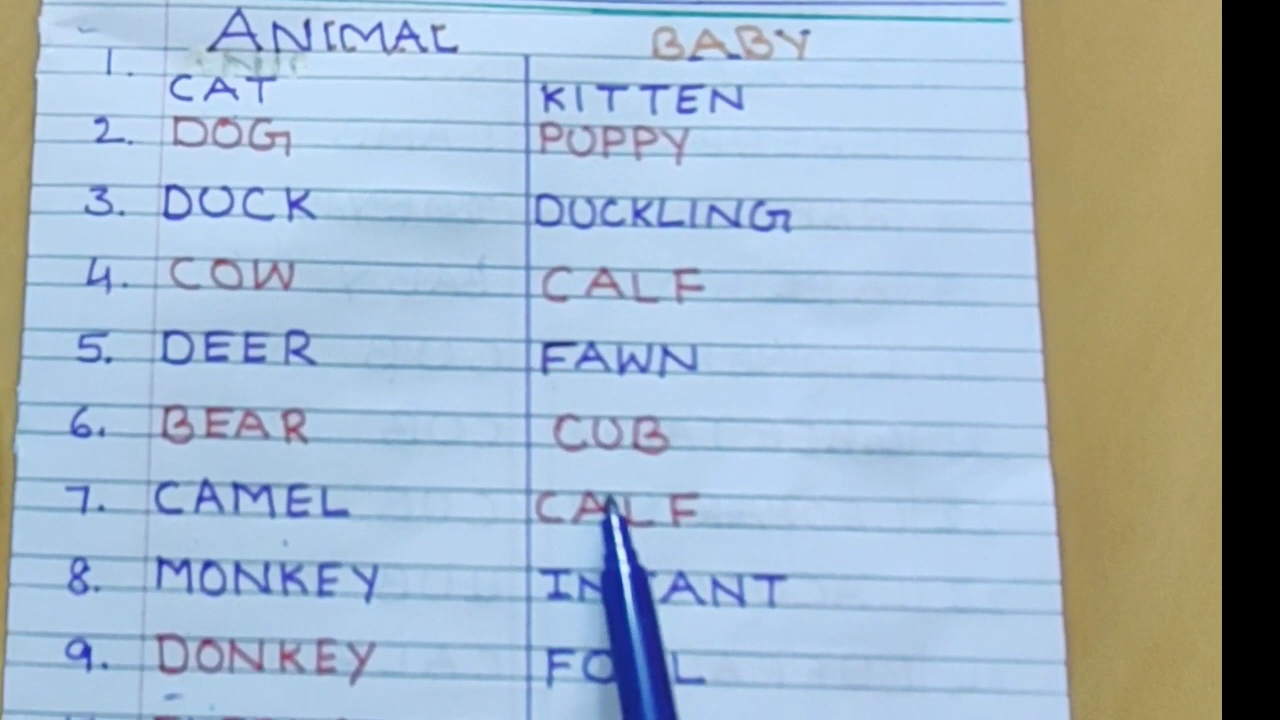 ANIMAL BABY
1. CAT KITTEN
2. DOG PUPPY
3. DUCK DUCKLING
4. COW CALF
5. DEER FAWN
6. BEAR CUB
7. CAMEL CALF
8. MONKEY
9. DONKEY